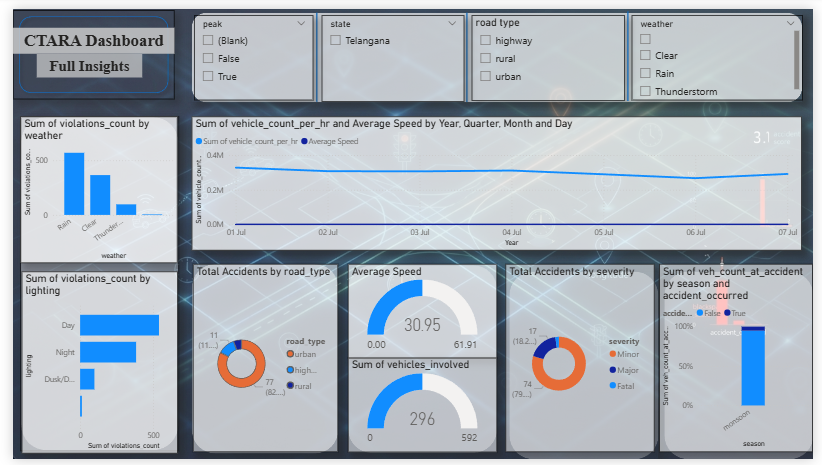 CTARA Dashboard
Full Insights
peak
(Blank)
False
True
state
Telangana
road type
highway
rural
urban
weather
Clear
Rain
Thunderstorm
Sum of violations_count by
weather
Sum of violations_co...
500
0
Rain
Clear
Thunder...
weather
Sum of vehicle_count_per_hr and Average Speed by Year, Quarter, Month and Day
Sum of vehicle_count_per_hr Average Speed
3.1
Sum of vehicle_count...
0.4M
0.2M
0.0M
01 Jul 02 Jul 03 Jul 04 Jul 05 Jul 06 Jul 07 Jul
Year
Sum of violations_count by
lighting
lighting
Day
Night
Dusk/D...
0 500
Sum of violations_count
Total Accidents by road_type
11
(11....)
77
(82....)
road_type
urban
high...
rural
Average Speed
30.95
0.00 61.91
Sum of vehicles_involved
296
0 592
Total Accidents by severity
17
(18.2...)
74
(79....)
severity
Minor
Major
Fatal
Sum of veh_count_at_accident
by season and
accident_occurred
accide... False True
Sum of veh_count_at_acc...
100%
50%
0%
monsoon
season